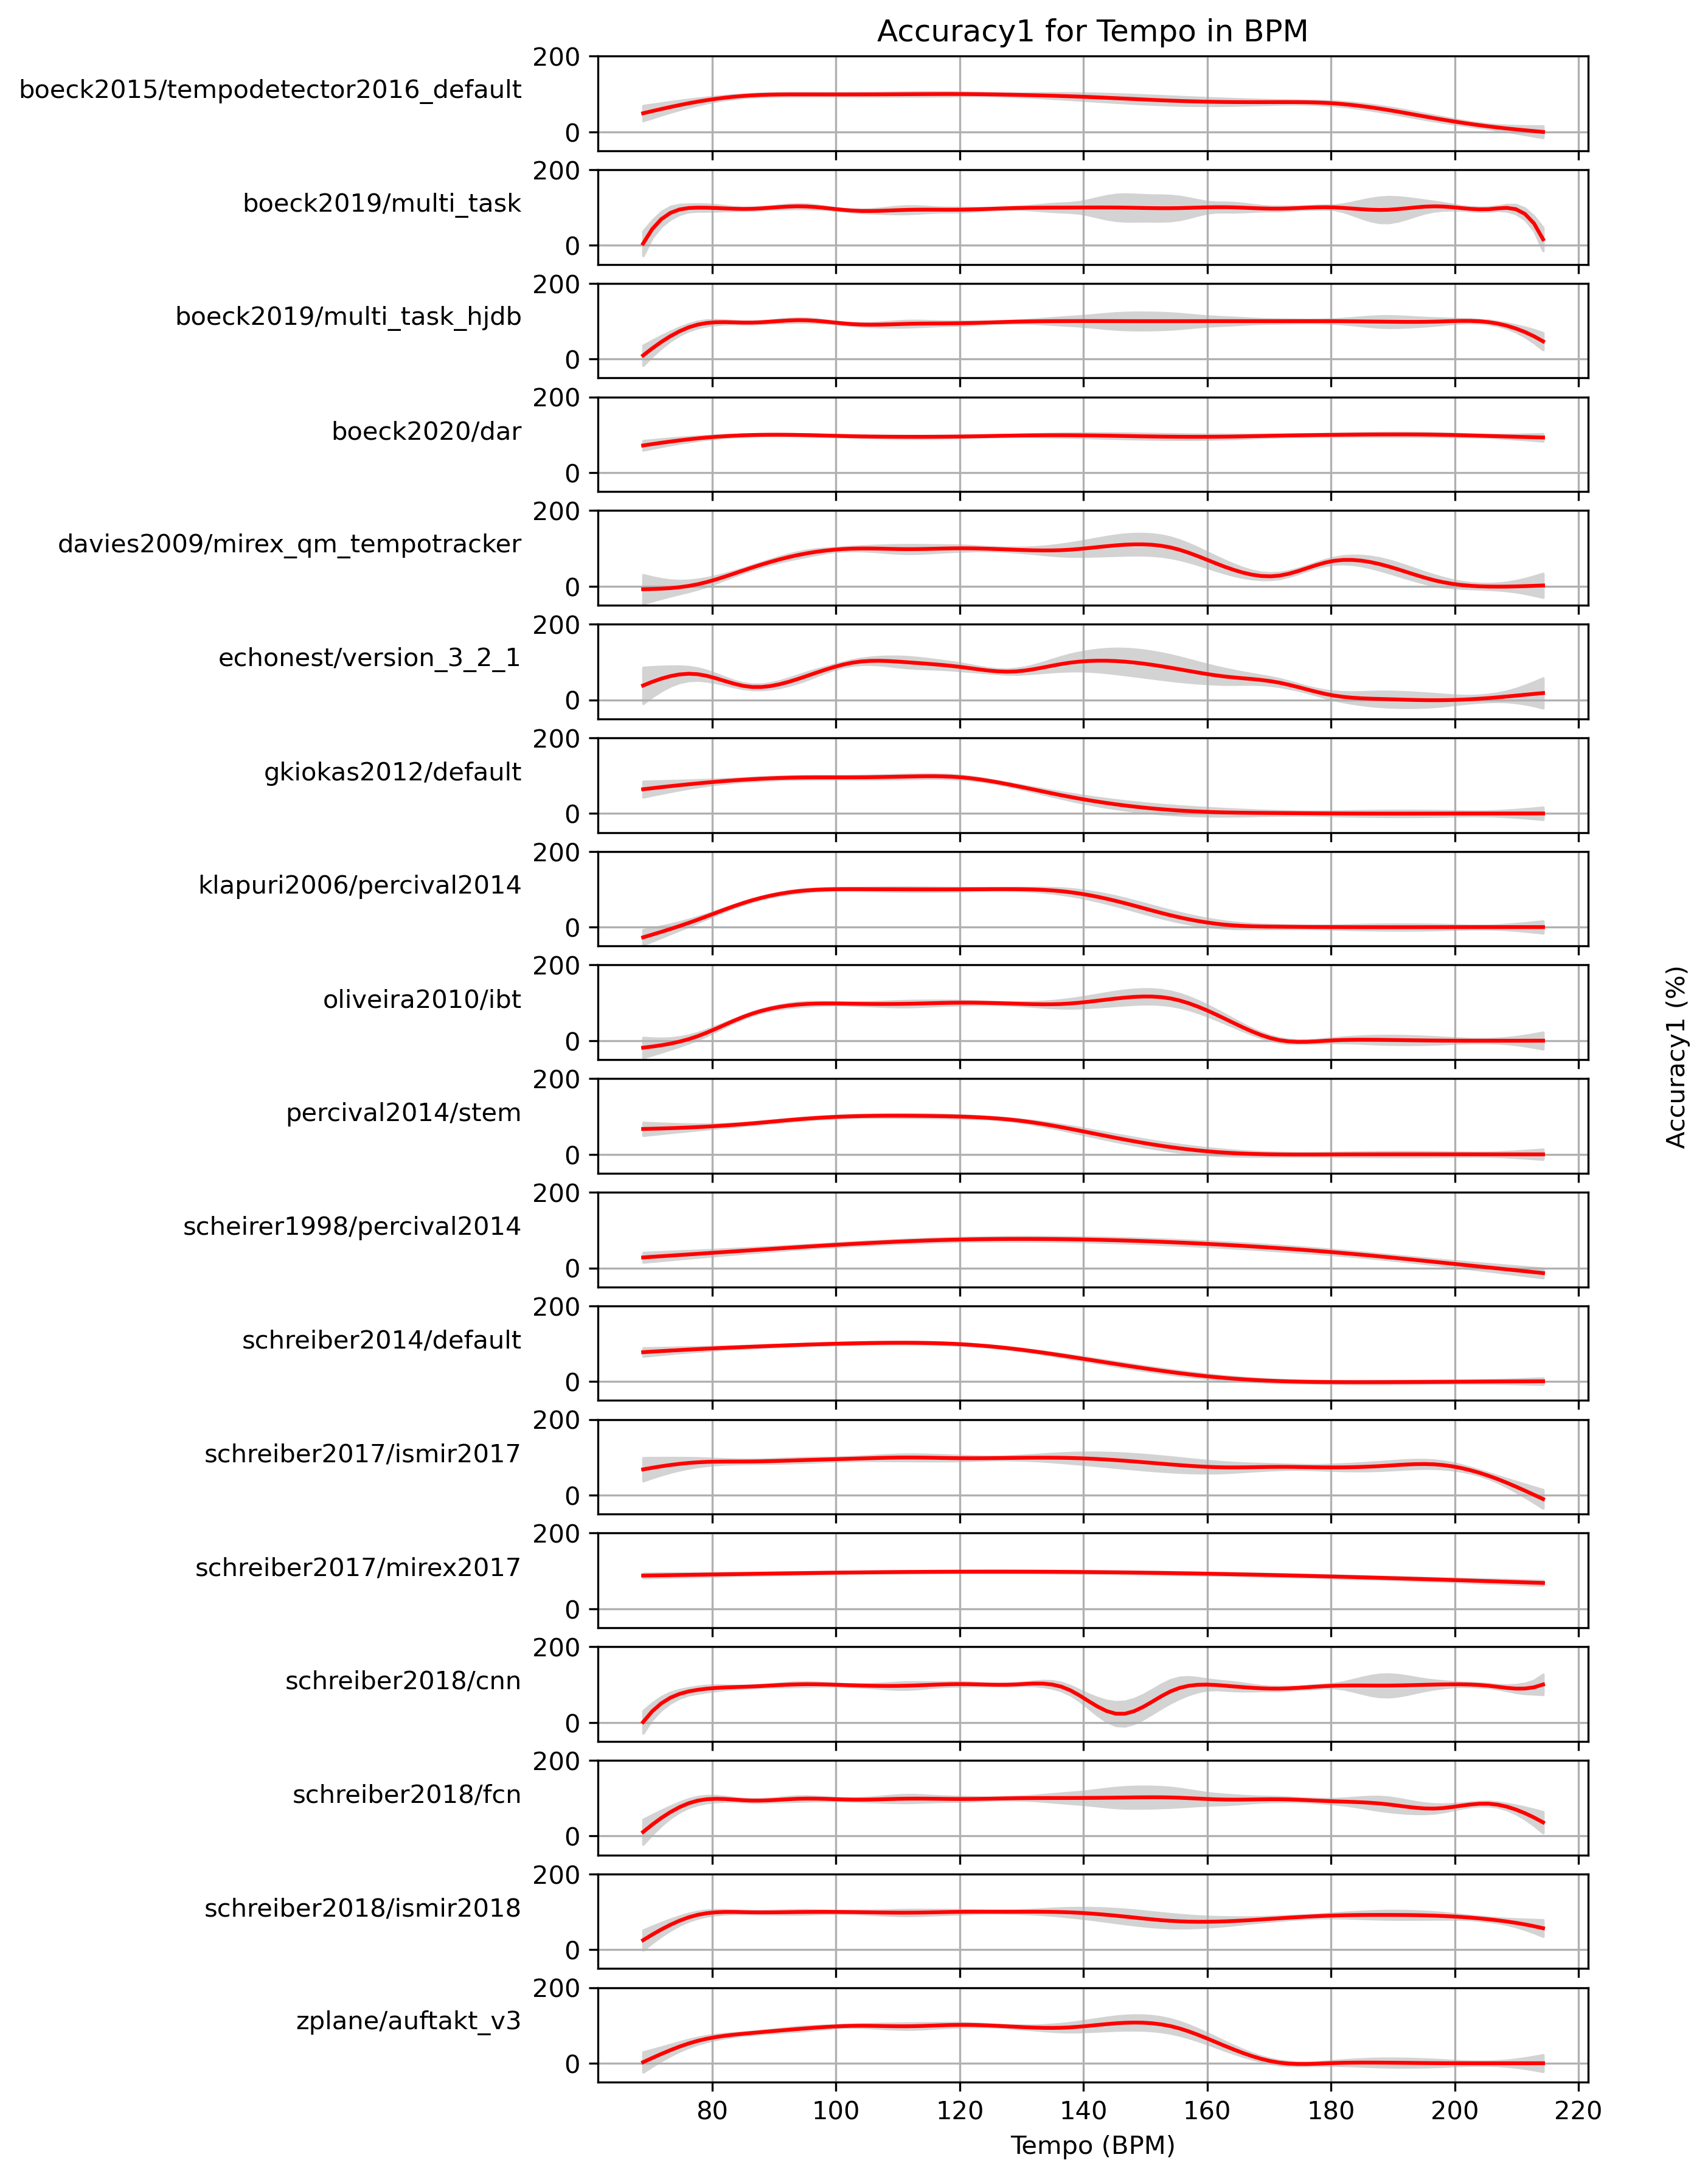 Accuracy1 for Tempo in BPM
200
boeck2015/tempodetector2016_default
0
200
boeck2019/multi_task
0
200
boeck2019/multi_task_hjdb
0
200
boeck2020/dar
0
200
davies2009/mirex_qm_tempotracker
0
200
echonest/version_3_2_1
0
200
gkiokas2012/default
0
200
klapuri2006/percival2014
0
200
oliveira2010/ibt
0
Accuracy1 (%)
200
percival2014/stem
0
200
scheirer1998/percival2014
0
200
schreiber2014/default
0
200
schreiber2017/ismir2017
0
200
schreiber2017/mirex2017
0
200
schreiber2018/cnn
0
200
schreiber2018/fcn
0
200
schreiber2018/ismir2018
0
200
zplane/auftakt_v3
0
80 100 120 140 160 180 200 220
Tempo (BPM)